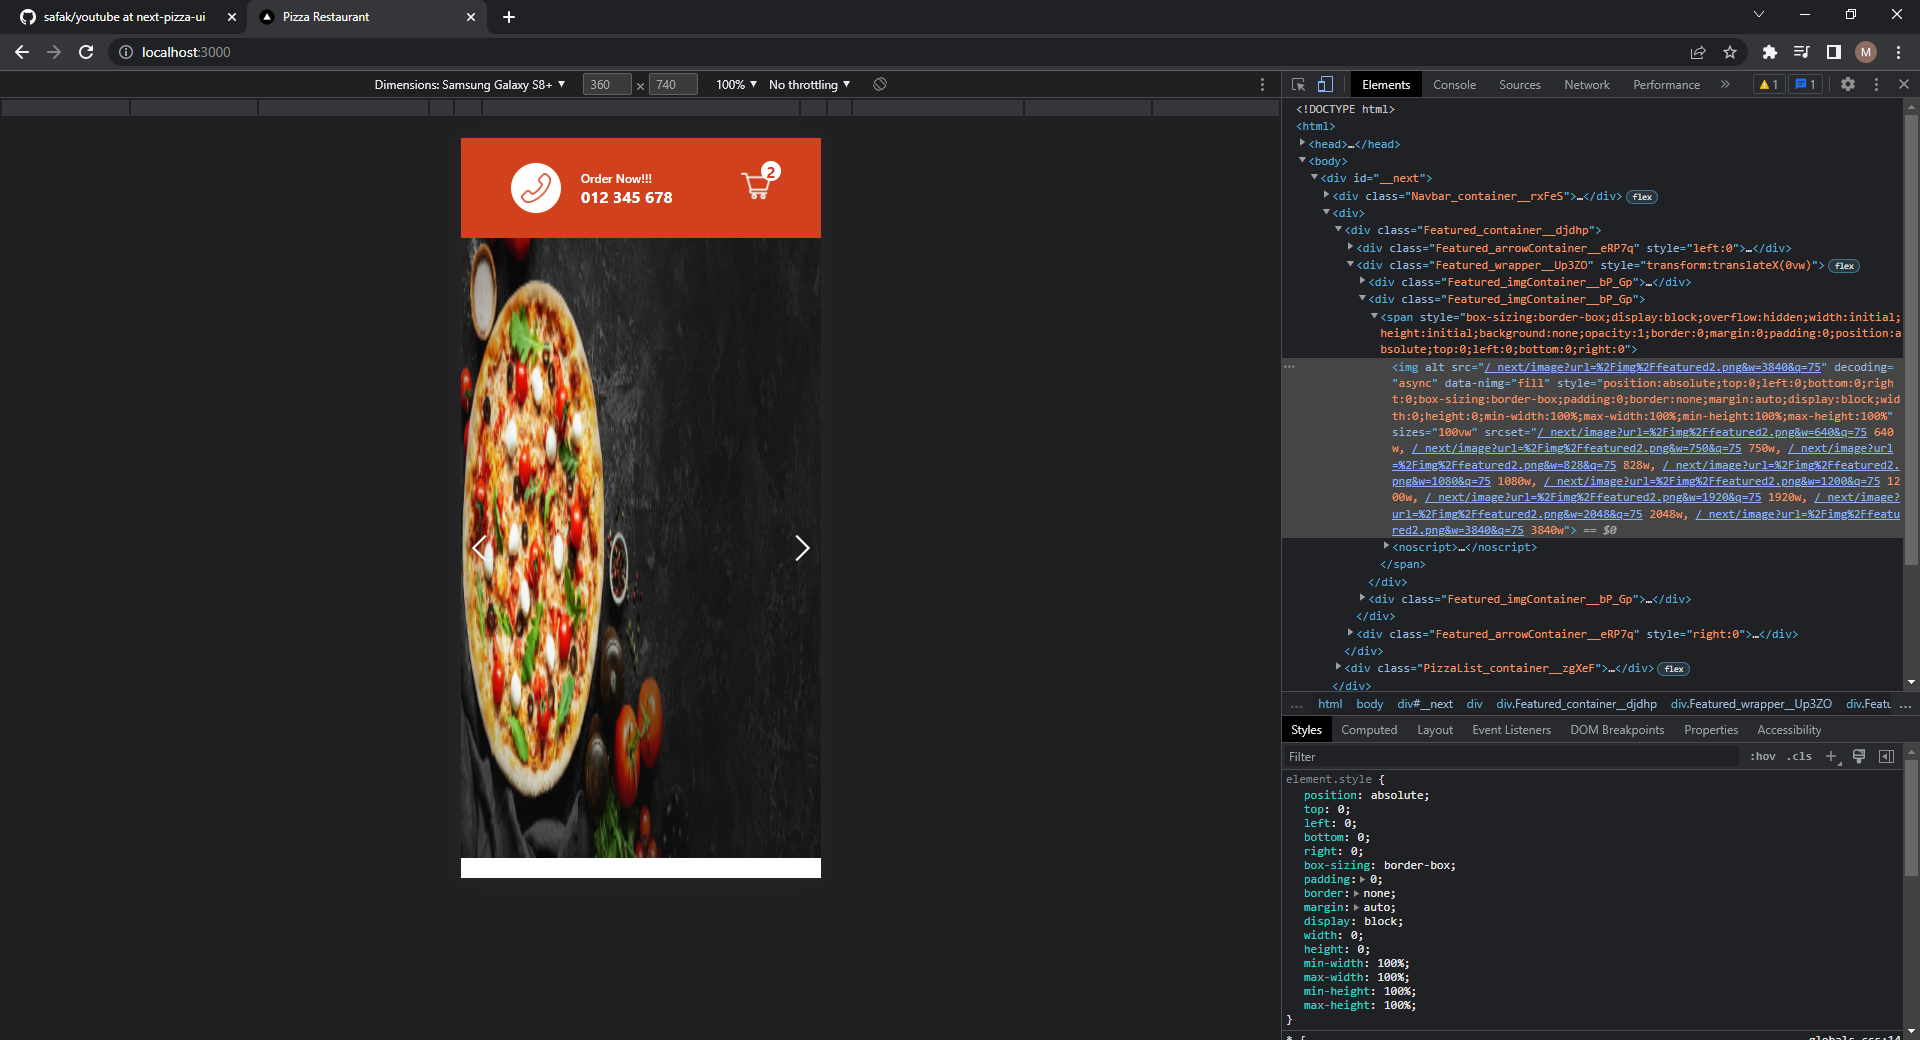 safak/youtube at next-pizza-ui
Pizza Restaurant
localhost:3000
M
Dimensions: Samsung Galaxy S8+ ▼ 360 × 740 100% ▼ No throttling ▼
Elements Console Sources Network Performance » 1 1
Order Now!!!
012 345 678
2
<!DOCTYPE html>
<html>
<head>…</head>
<body>
<div id="__next">
<div class="Navbar_container__rxFeS">…</div> flex
<div>
<div class="Featured_container__djdhp">
<div class="Featured_arrowContainer__eRP7q" style="left:0">…</div>
<div class="Featured_wrapper__Up3ZO" style="transform:translateX(0vw)"> flex
<div class="Featured_imgContainer__bP_Gp">…</div>
<div class="Featured_imgContainer__bP_Gp">
<span style="box-sizing:border-box;display:block;overflow:hidden;width:initial;
height:initial;background:none;opacity:1;border:0;margin:0;padding:0;position:a
bsolute;top:0;left:0;bottom:0;right:0">
<img alt src="/_next/image?url=%2Fimg%2Ffeatured2.png&w=3840&q=75" decoding=
"async" data-nimg="fill" style="position:absolute;top:0;left:0;bottom:0;righ
t:0;box-sizing:border-box;padding:0;border:none;margin:auto;display:block;wid
th:0;height:0;min-width:100%;max-width:100%;min-height:100%;max-height:100%"
sizes="100vw" srcset="/_next/image?url=%2Fimg%2Ffeatured2.png&w=640&q=75 640
w, /_next/image?url=%2Fimg%2Ffeatured2.png&w=750&q=75 750w, /_next/image?url
=%2Fimg%2Ffeatured2.png&w=828&q=75 828w, /_next/image?url=%2Fimg%2Ffeatured2.
png&w=1080&q=75 1080w, /_next/image?url=%2Fimg%2Ffeatured2.png&w=1200&q=75 12
00w, /_next/image?url=%2Fimg%2Ffeatured2.png&w=1920&q=75 1920w, /_next/image?
url=%2Fimg%2Ffeatured2.png&w=2048&q=75 2048w, /_next/image?url=%2Fimg%2Ffeatu
red2.png&w=3840&q=75 3840w"> == $0
<noscript>…</noscript>
</span>
</div>
<div class="Featured_imgContainer__bP_Gp">…</div>
</div>
<div class="Featured_arrowContainer__eRP7q" style="right:0">…</div>
</div>
<div class="PizzaList_container__zgXeF">…</div> flex
</div>
… html body div#__next div div.Featured_container__djdhp div.Featured_wrapper__Up3ZO div.Featu …
Styles Computed Layout Event Listeners DOM Breakpoints Properties Accessibility
Filter :hov .cls +
element.style {
position: absolute;
top: 0;
left: 0;
bottom: 0;
right: 0;
box-sizing: border-box;
padding: 0;
border: none;
margin: auto;
display: block;
width: 0;
height: 0;
min-width: 100%;
max-width: 100%;
min-height: 100%;
max-height: 100%;
}
* { globals.css:14